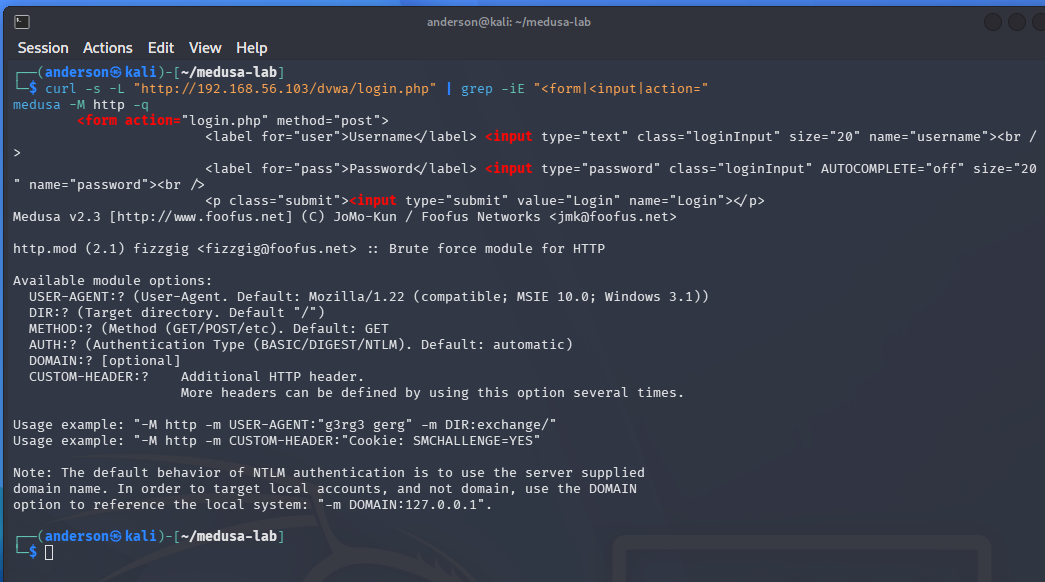 anderson@kali: ~/medusa-lab
Session Actions Edit View Help
┌──(anderson㉿kali)-[~/medusa-lab]
└─$ curl -s -L "http://192.168.56.103/dvwa/login.php" | grep -iE "<form|<input|action="
medusa -M http -q
<form action="login.php" method="post">
<label for="user">Username</label> <input type="text" class="loginInput" size="20" name="username"><br /
>
<label for="pass">Password</label> <input type="password" class="loginInput" AUTOCOMPLETE="off" size="20
" name="password"><br />
<p class="submit"><input type="submit" value="Login" name="Login"></p>
Medusa v2.3 [http://www.foofus.net] (C) JoMo-Kun / Foofus Networks <jmk@foofus.net>
http.mod (2.1) fizzgig <fizzgig@foofus.net> :: Brute force module for HTTP
Available module options:
USER-AGENT:? (User-Agent. Default: Mozilla/1.22 (compatible; MSIE 10.0; Windows 3.1))
DIR:? (Target directory. Default "/")
METHOD:? (Method (GET/POST/etc). Default: GET
AUTH:? (Authentication Type (BASIC/DIGEST/NTLM). Default: automatic)
DOMAIN:? [optional]
CUSTOM-HEADER:? Additional HTTP header.
More headers can be defined by using this option several times.
Usage example: "-M http -m USER-AGENT:"g3rg3 gerg" -m DIR:exchange/"
Usage example: "-M http -m CUSTOM-HEADER:"Cookie: SMCHALLENGE=YES"
Note: The default behavior of NTLM authentication is to use the server supplied
domain name. In order to target local accounts, and not domain, use the DOMAIN
option to reference the local system: "-m DOMAIN:127.0.0.1".
┌──(anderson㉿kali)-[~/medusa-lab]
└─$